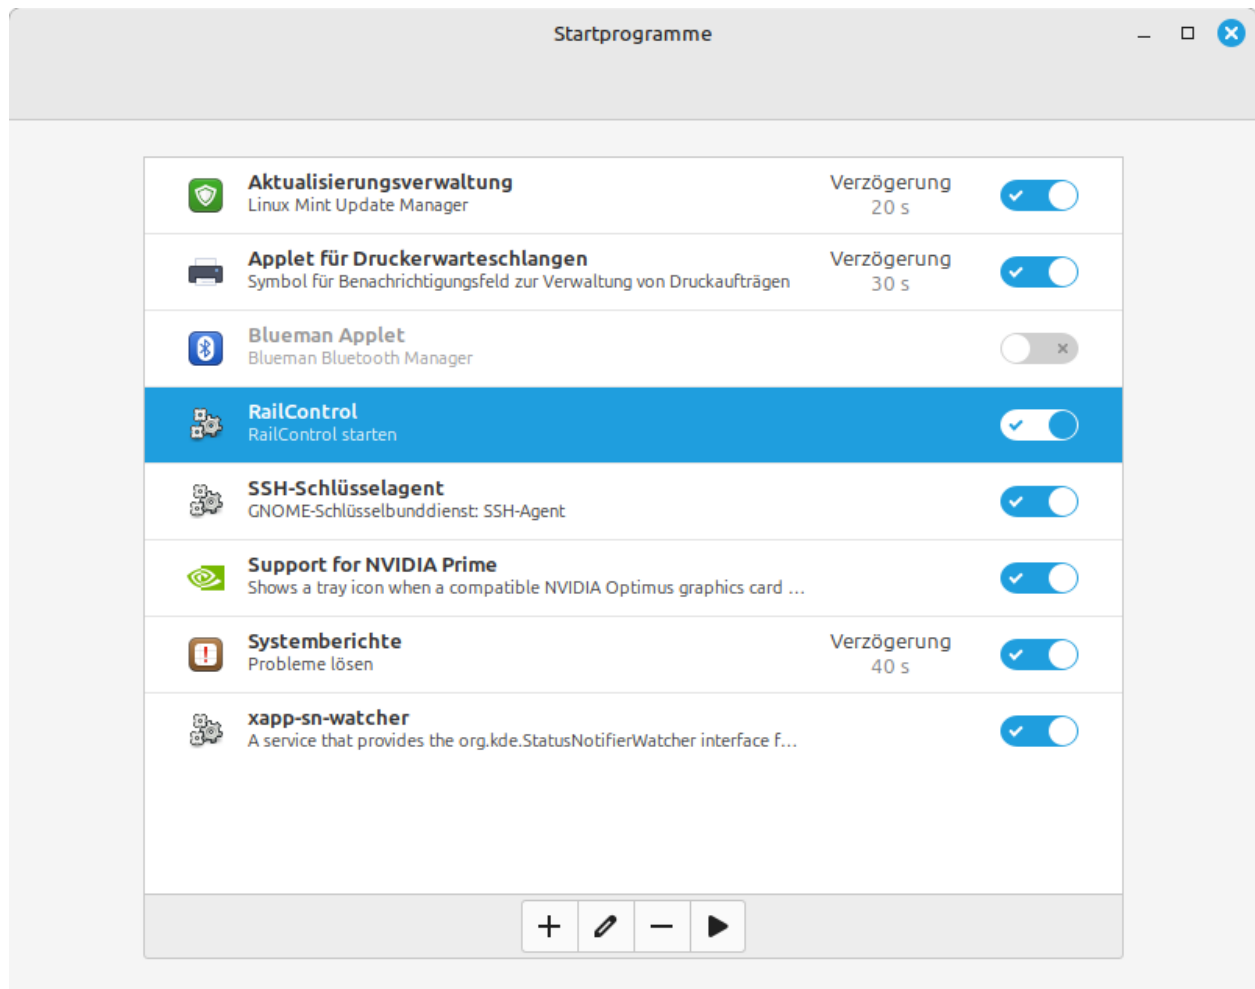 Startprogramme
Aktualisierungsverwaltung
Linux Mint Update Manager
Verzögerung
20 s
Applet für Druckerwarteschlangen
Symbol für Benachrichtigungsfeld zur Verwaltung von Druckaufträgen
Verzögerung
30 s
Blueman Applet
Blueman Bluetooth Manager
RailControl
RailControl starten
SSH-Schlüsselagent
GNOME-Schlüsselbunddienst: SSH-Agent
Support for NVIDIA Prime
Shows a tray icon when a compatible NVIDIA Optimus graphics card ...
Systemberichte
Probleme lösen
Verzögerung
40 s
xapp-sn-watcher
A service that provides the org.kde.StatusNotifierWatcher interface f...